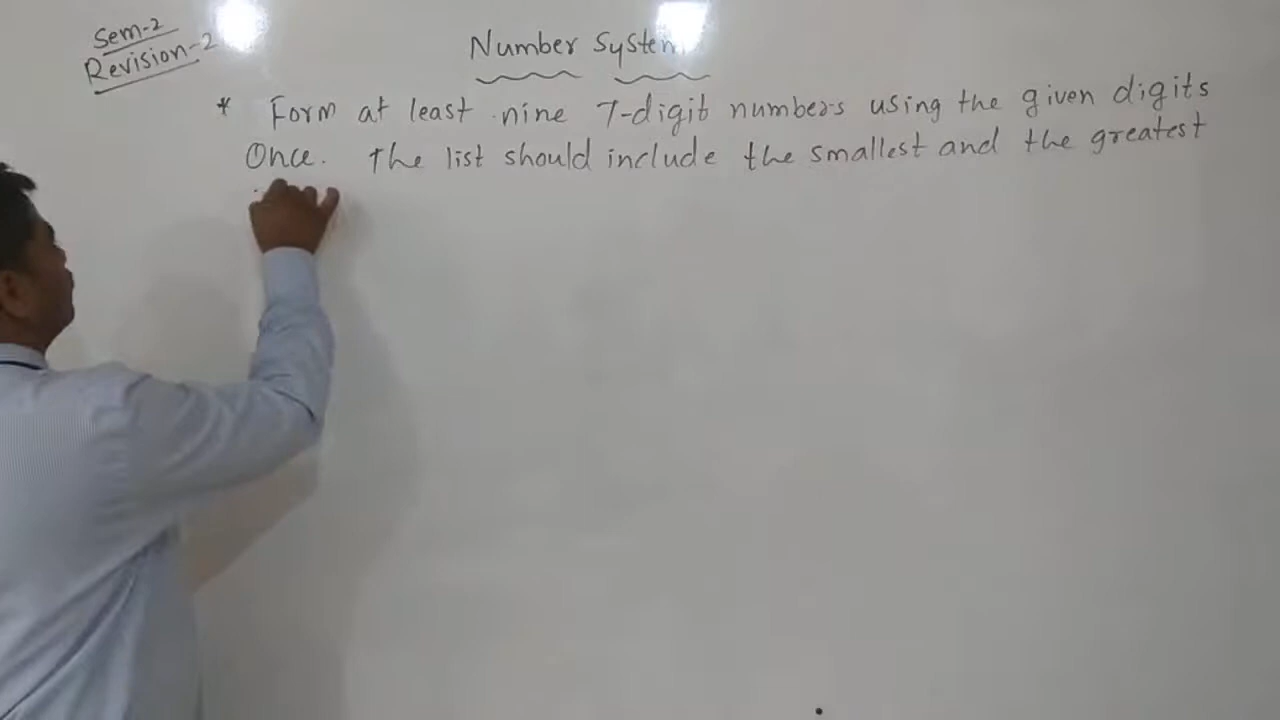 Sem-2
Revision-2
Number System
* Form at least nine 7-digit numbers using the given digits
Once. The list should include the smallest and the greatest